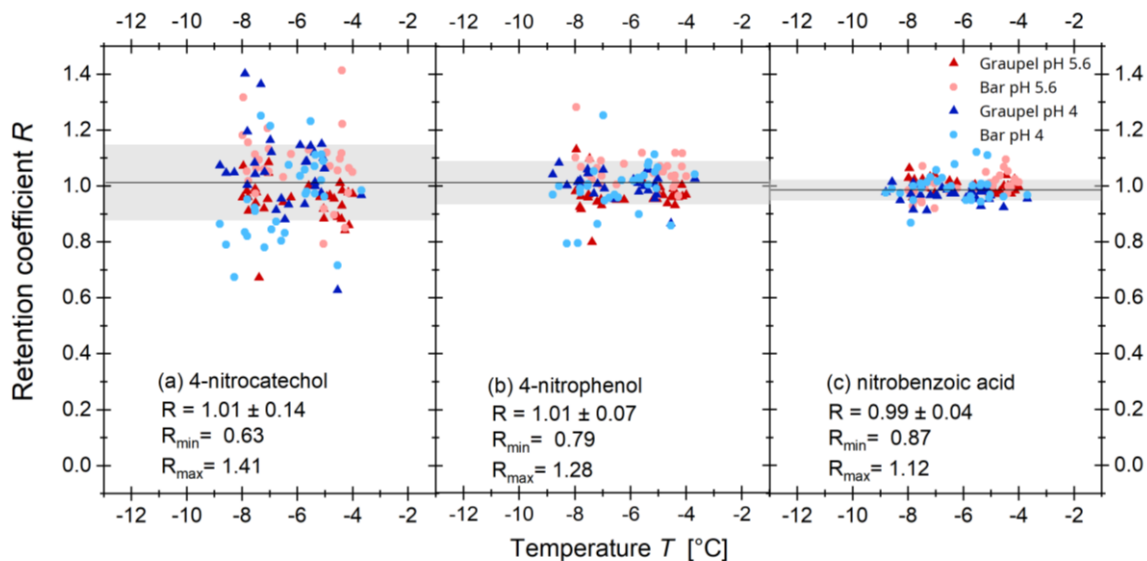 -12 -10 -8 -6 -4 -2 -12 -10 -8 -6 -4 -2 -12 -10 -8 -6 -4 -2
Retention coefficient R
1.4
1.2
1.0
0.8
0.6
0.4
0.2
0.0
(a) 4-nitrocatechol
R = 1.01 ± 0.14
Rmin= 0.63
Rmax= 1.41
(b) 4-nitrophenol
R = 1.01 ± 0.07
Rmin= 0.79
Rmax= 1.28
Graupel pH 5.6
Bar pH 5.6
Graupel pH 4
Bar pH 4
(c) nitrobenzoic acid
R = 0.99 ± 0.04
Rmin= 0.87
Rmax= 1.12
1.4
1.2
1.0
0.8
0.6
0.4
0.2
0.0
-12 -10 -8 -6 -4 -2 -12 -10 -8 -6 -4 -2 -12 -10 -8 -6 -4 -2
Temperature T [°C]